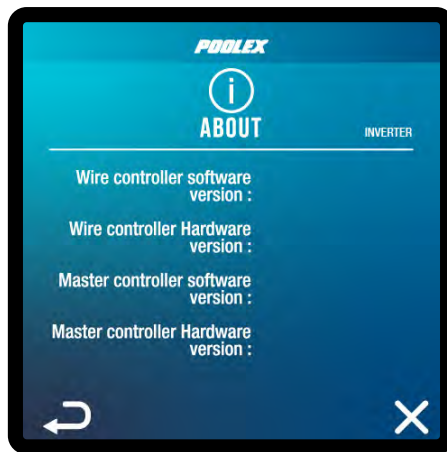 POOLEX
i
ABOUT
INVERTER
Wire controller software
version :
Wire controller Hardware
version :
Master controller software
version :
Master controller Hardware
version :